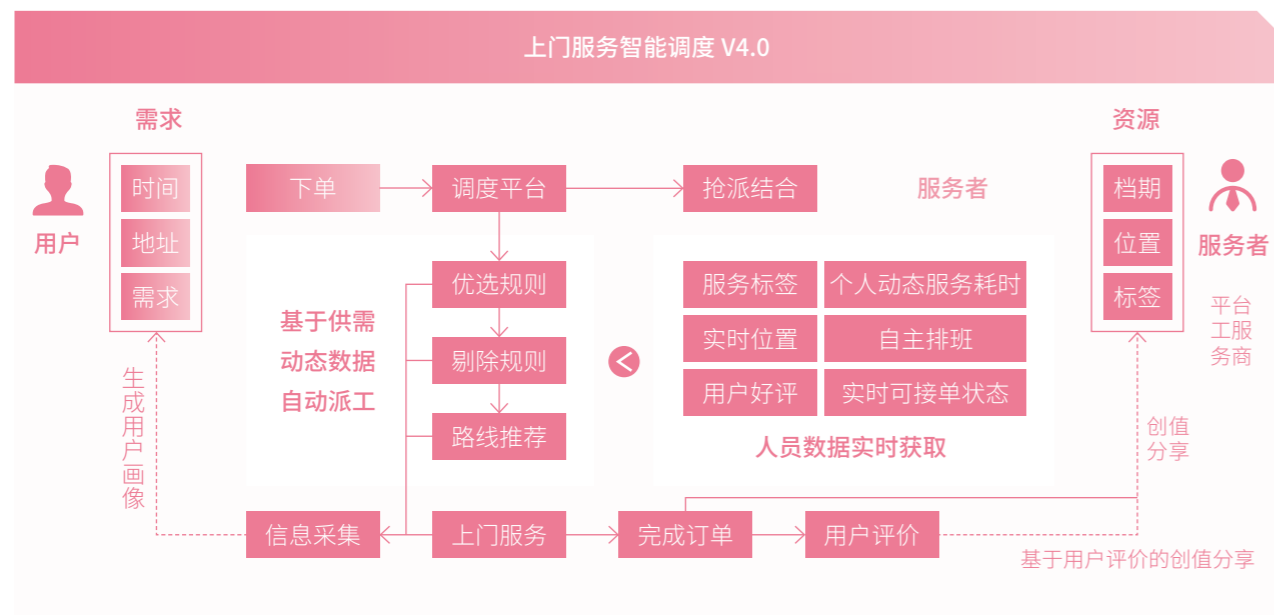 上门服务智能调度 V4.0
需求
资源
用户
时间
地址
需求
下单
调度平台
抢派结合
服务者
档期
位置
标签
服务者
平台
工服
务商
基于供需
动态数据
自动派工
优选规则
剔除规则
路线推荐
服务标签
个人动态服务耗时
实时位置
自主排班
用户好评
实时可接单状态
人员数据实时获取
生成用户画像
创值
分享
信息采集
上门服务
完成订单
用户评价
基于用户评价的创值分享